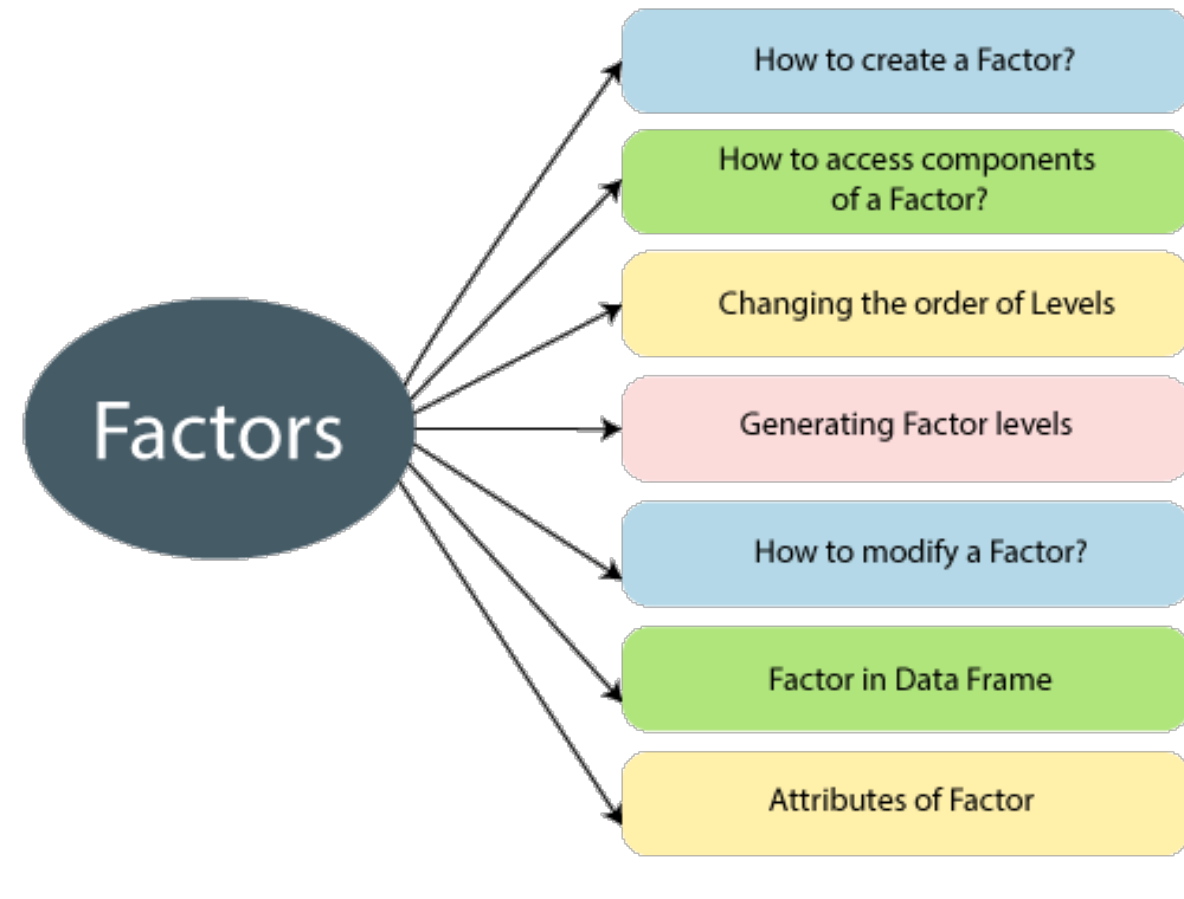 Factors
How to create a Factor?
How to access components
of a Factor?
Changing the order of Levels
Generating Factor levels
How to modify a Factor?
Factor in Data Frame
Attributes of Factor